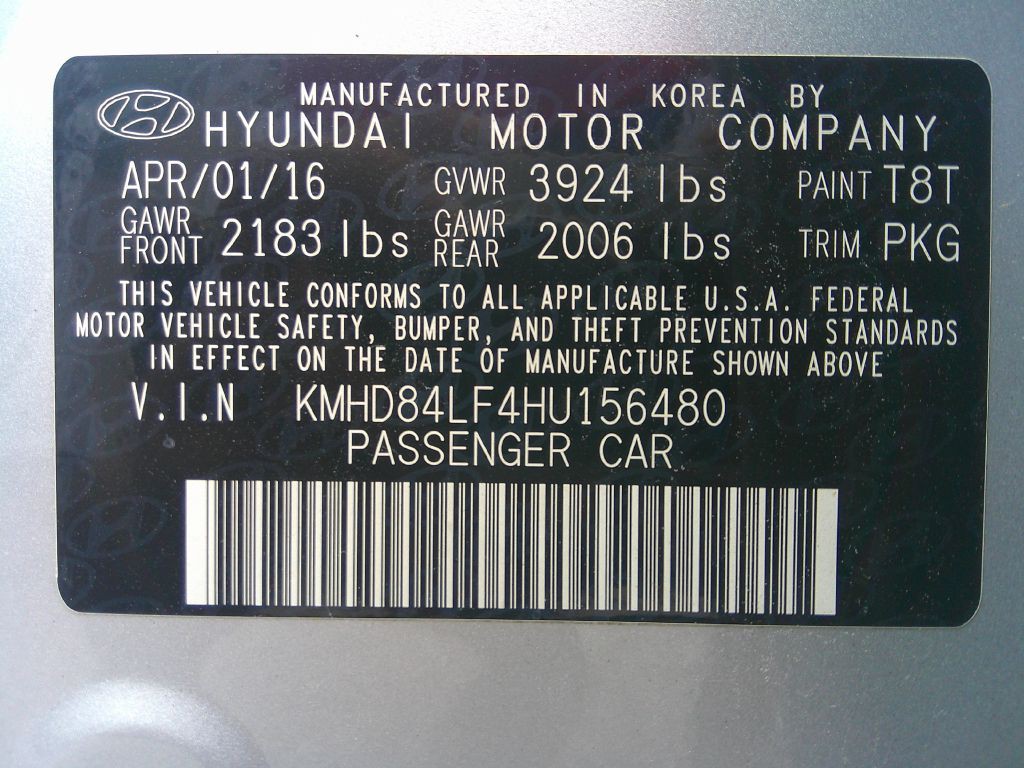 MANUFACTURED IN KOREA BY
HYUNDAI MOTOR COMPANY
APR/01/16 GVWR 3924 lbs PAINT T8T
GAWR FRONT 2183 lbs GAWR REAR 2006 lbs TRIM PKG
THIS VEHICLE CONFORMS TO ALL APPLICABLE U.S.A. FEDERAL
MOTOR VEHICLE SAFETY, BUMPER, AND THEFT PREVENTION STANDARDS
IN EFFECT ON THE DATE OF MANUFACTURE SHOWN ABOVE
V.I.N KMHD84LF4HU156480
PASSENGER CAR